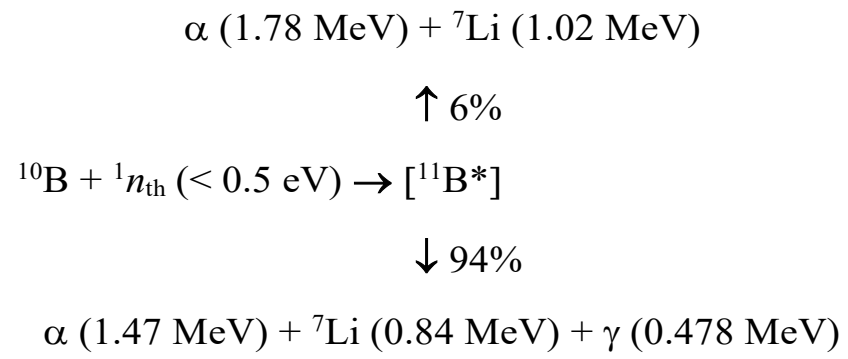 α (1.78 MeV) + ⁷Li (1.02 MeV)
↑ 6%
¹⁰B + ¹nₜₕ (< 0.5 eV) → [¹¹B*]
↓ 94%
α (1.47 MeV) + ⁷Li (0.84 MeV) + γ (0.478 MeV)